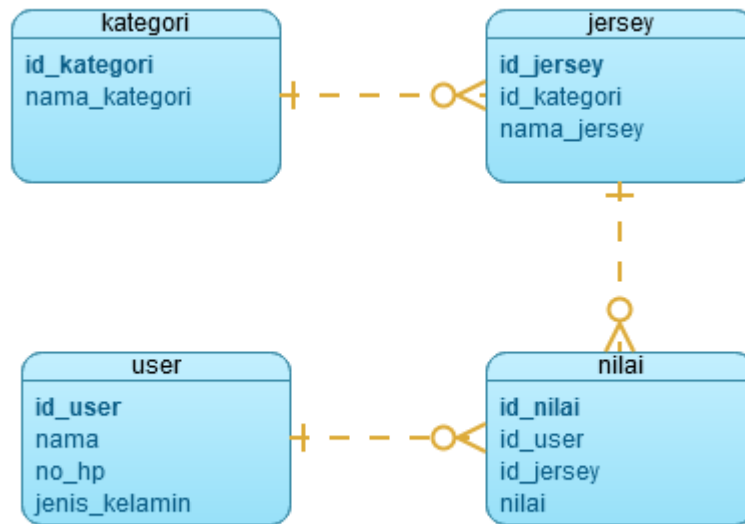 kategori
id_kategori
nama_kategori
jersey
id_jersey
id_kategori
nama_jersey
user
id_user
nama
no_hp
jenis_kelamin
nilai
id_nilai
id_user
id_jersey
nilai